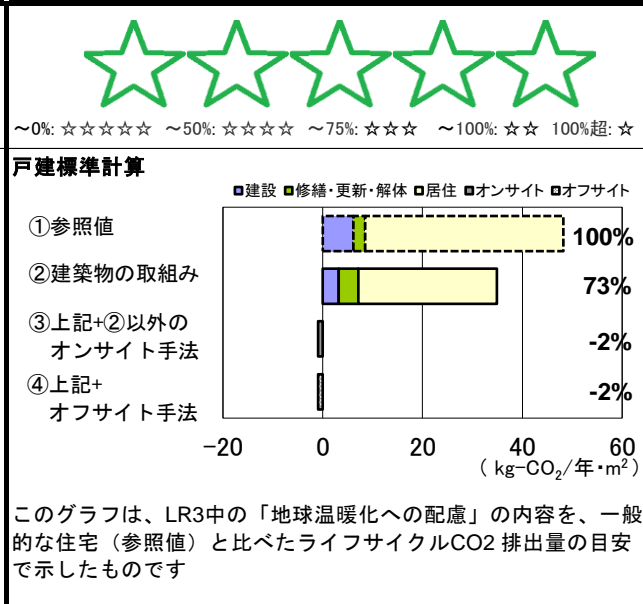 ～0%: ☆☆☆☆☆ ～50%: ☆☆☆☆ ～75%: ☆☆☆ ～100%: ☆☆ 100%超: ☆
戸建標準計算
■建設 ■修繕・更新・解体 □居住 ■オンサイト ■オフサイト
①参照値
100%
②建築物の取組み
73%
③上記+②以外の
オンサイト手法
-2%
④上記+
オフサイト手法
-2%
-20 0 20 40 60
（ kg-CO₂/年・m²）
このグラフは、LR3中の「地球温暖化への配慮」の内容を、一般
的な住宅（参照値）と比べたライフサイクルCO2 排出量の目安
で示したものです